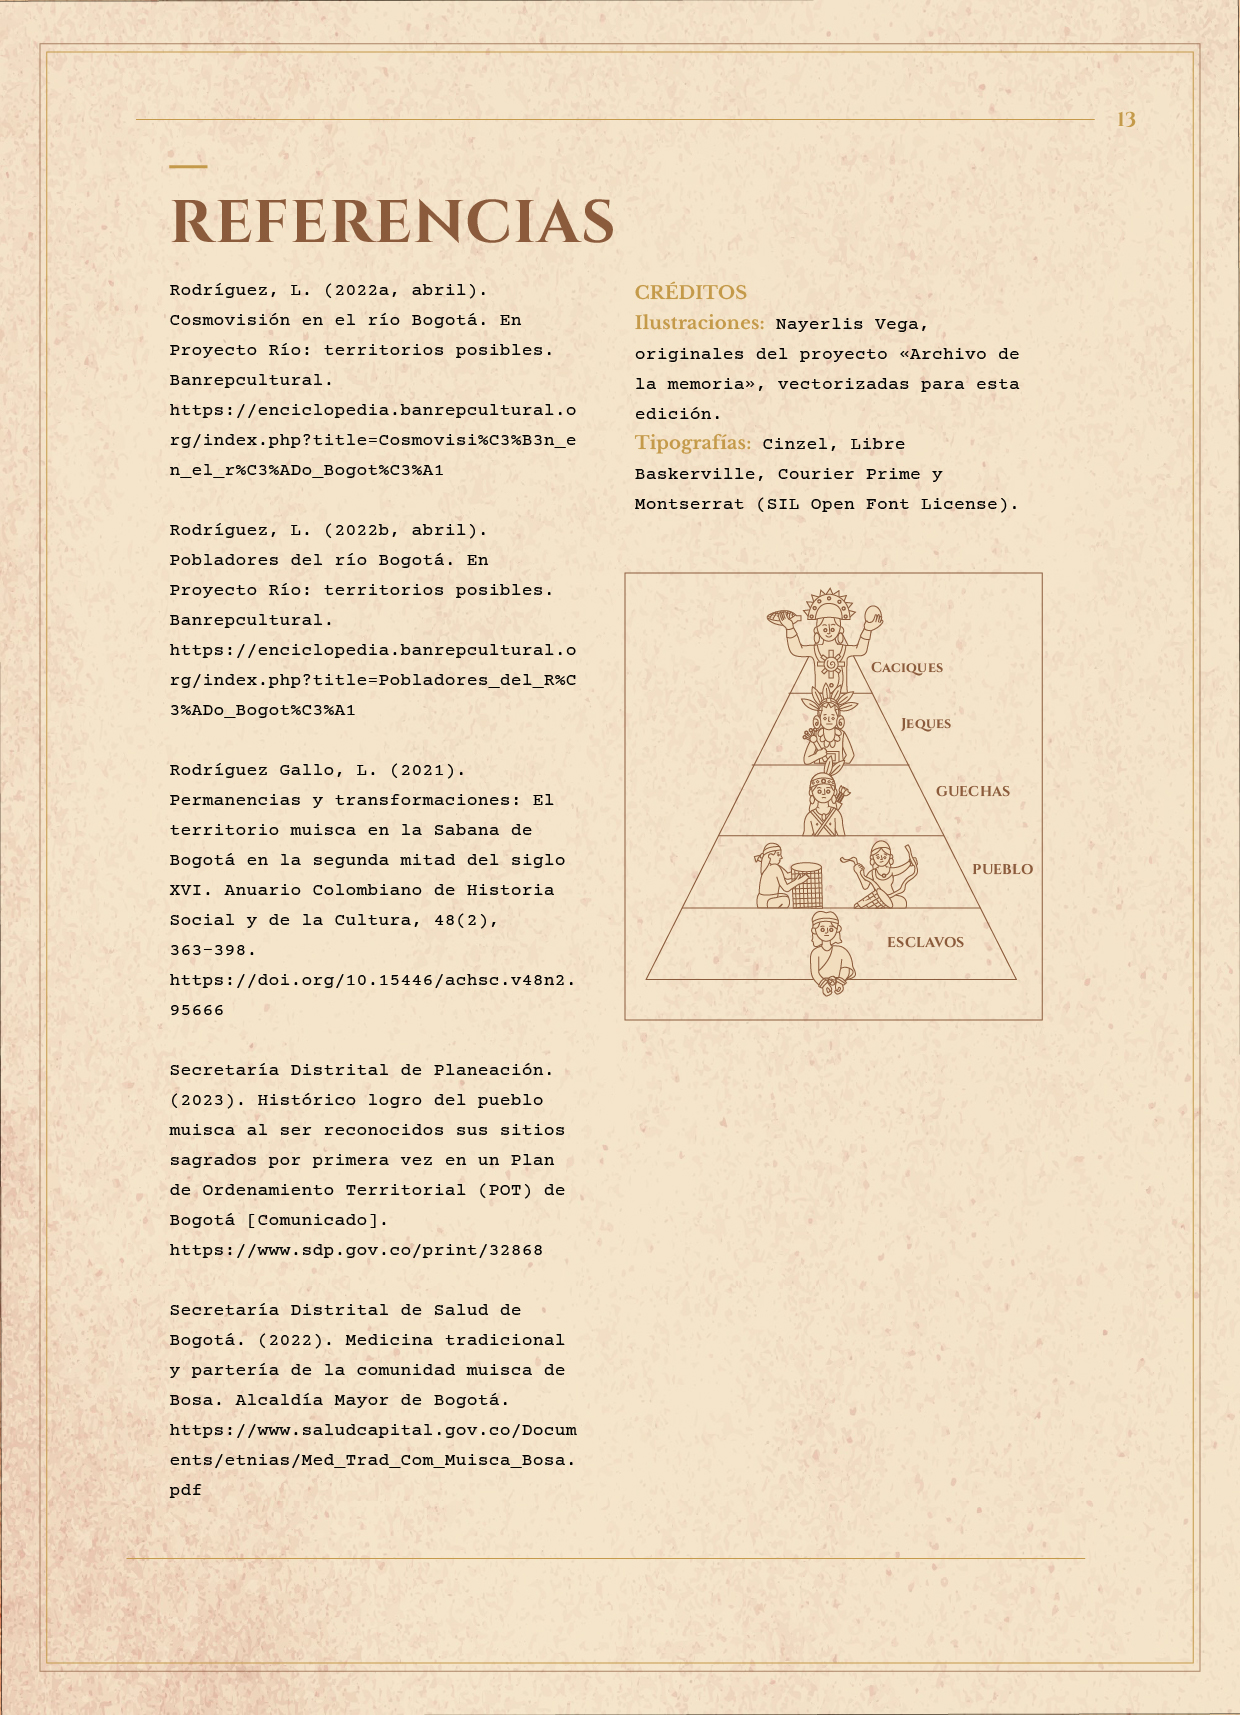 13
REFERENCIAS
Rodríguez, L. (2022a, abril).
Cosmovisión en el río Bogotá. En
Proyecto Río: territorios posibles.
Banrepcultural.
https://enciclopedia.banrepcultural.o
rg/index.php?title=Cosmovisi%C3%B3n_e
n_el_r%C3%ADo_Bogot%C3%A1
Rodríguez, L. (2022b, abril).
Pobladores del río Bogotá. En
Proyecto Río: territorios posibles.
Banrepcultural.
https://enciclopedia.banrepcultural.o
rg/index.php?title=Pobladores_del_R%C
3%ADo_Bogot%C3%A1
Rodríguez Gallo, L. (2021).
Permanencias y transformaciones: El
territorio muisca en la Sabana de
Bogotá en la segunda mitad del siglo
XVI. Anuario Colombiano de Historia
Social y de la Cultura, 48(2),
363–398.
https://doi.org/10.15446/achsc.v48n2.
95666
Secretaría Distrital de Planeación.
(2023). Histórico logro del pueblo
muisca al ser reconocidos sus sitios
sagrados por primera vez en un Plan
de Ordenamiento Territorial (POT) de
Bogotá [Comunicado].
https://www.sdp.gov.co/print/32868
Secretaría Distrital de Salud de
Bogotá. (2022). Medicina tradicional
y partería de la comunidad muisca de
Bosa. Alcaldía Mayor de Bogotá.
https://www.saludcapital.gov.co/Docum
ents/etnias/Med_Trad_Com_Muisca_Bosa.
pdf
CRÉDITOS
Ilustraciones: Nayerlis Vega,
originales del proyecto «Archivo de
la memoria», vectorizadas para esta
edición.
Tipografías: Cinzel, Libre
Baskerville, Courier Prime y
Montserrat (SIL Open Font License).
CACIQUES
JEQUES
GUECHAS
PUEBLO
ESCLAVOS